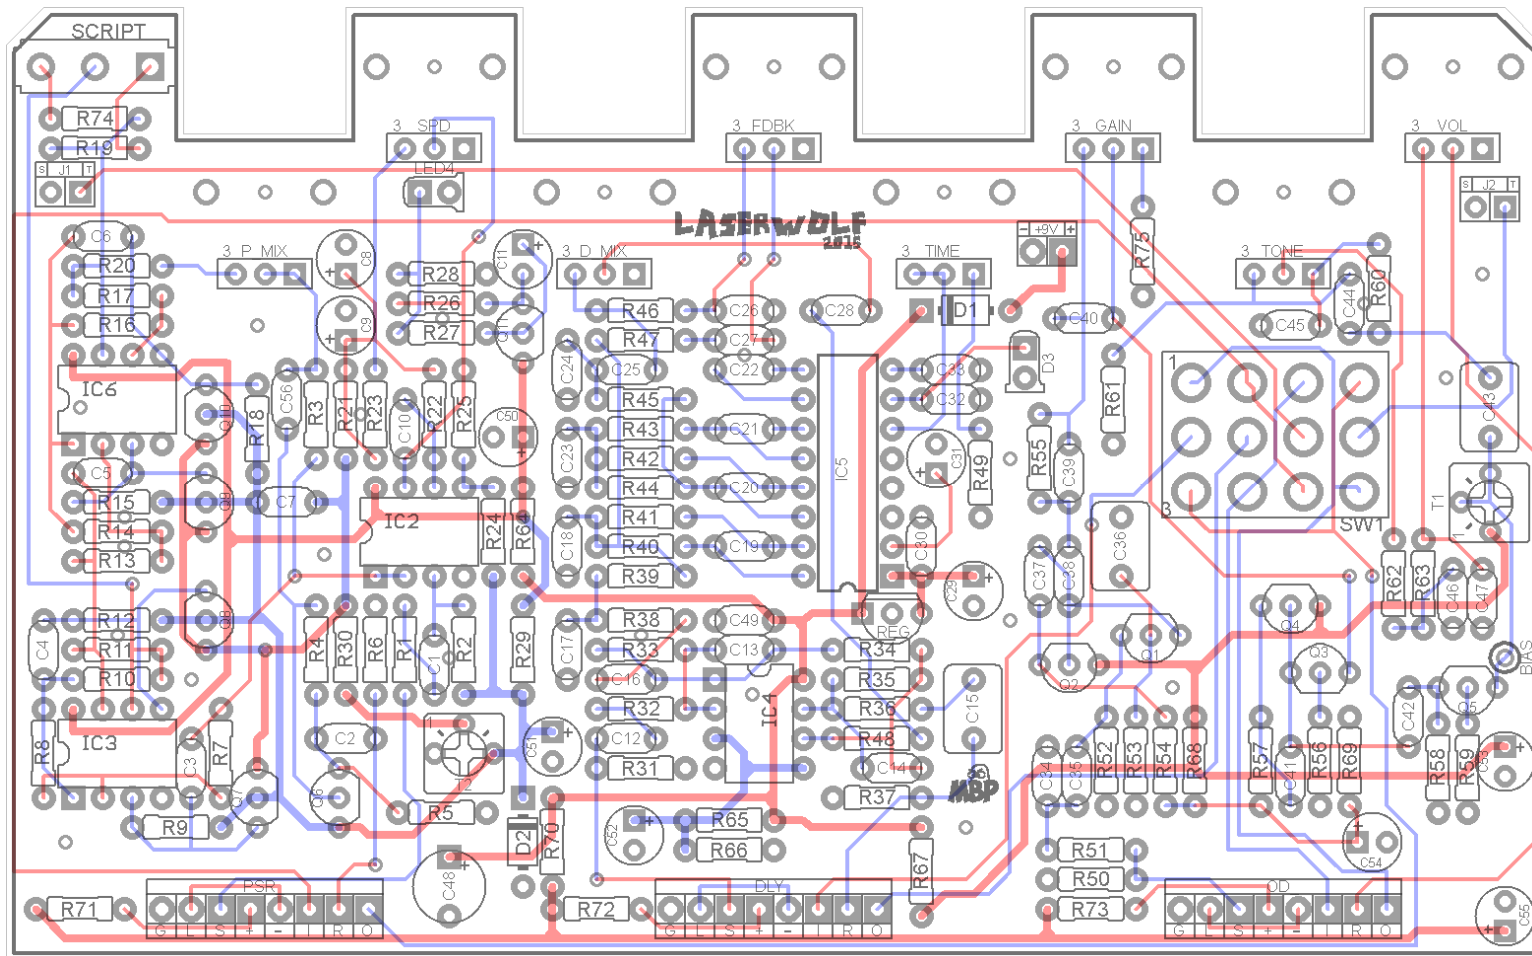 SCRIPT
R74
3 SPD
3 FDBK
3 GAIN
3 VOL
R19
S J1 T
LED4
S J2 T
LASERWOLF
2015
C6
R75
R20
3 P_MIX
C8
R28
C11
3 D_MIX
3 TIME
- +9V +
3 TONE
R60
R17
R26
R46
C26
C28
D1
C44
R16
C9
R27
R47
C27
C40
C45
IC6
C56
R3
R21
R23
C10
R22
R25
C24
C25
C22
C33
D3
1
R18
R45
C32
R61
C43
C50
R43
C21
C5
C23
R42
IC5
C31
R49
R55
C39
R15
C7
R44
C20
3
SW1
T1
1
R14
IC2
R24
R64
C18
R41
R13
R40
C19
C30
C36
R39
C37
C38
C29
R62
R63
C46
C47
R12
R38
C49
REG
Q4
C4
R11
R4
R30
R6
R1
C1
R2
R29
C17
R33
C13
R34
Q1
Q3
BIAS
R10
C16
R35
Q2
IC4
C15
Q5
R8
IC3
R32
R36
C42
C2
C51
C12
R48
R7
C3
T2
R31
C14
C34
C35
R52
R53
R54
R68
R57
C41
R56
R69
R58
R59
Q7
Q6
R5
R37
MBP
R9
D2
R70
C52
R65
R66
R51
C54
C48
R67
R50
PSR
DLY
OD
R71
R72
R73
C55
G L S + - I R O
G L S + - I R O
G L S + - I R O